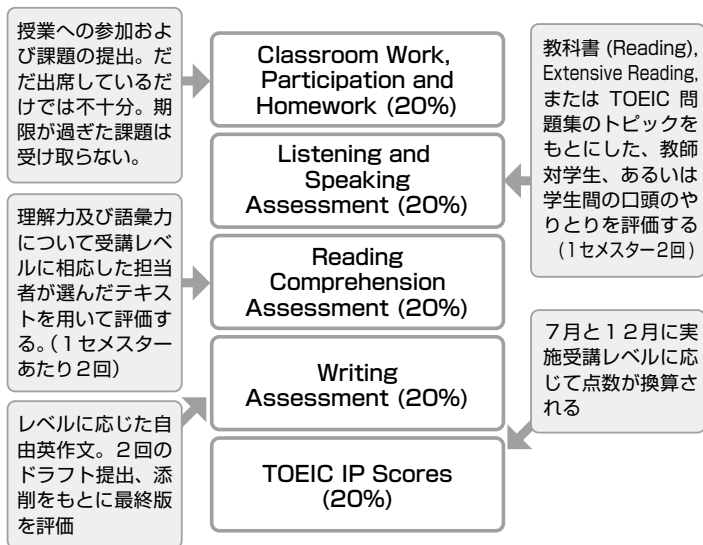 授業への参加およ
び課題の提出。だ
だ出席しているだ
けでは不十分。期
限が過ぎた課題は
受け取らない。
Classroom Work,
Participation and
Homework (20%)
教科書 (Reading),
Extensive Reading,
または TOEIC 問
題集のトピックを
もとにした、教師
対学生、あるいは
学生間の口頭のや
りとりを評価する
(1セメスター2回)
Listening and
Speaking
Assessment (20%)
理解力及び語彙力
について受講レベ
ルに相応した担当
者が選んだテキス
トを用いて評価す
る。(1セメスター
あたり2回)
Reading
Comprehension
Assessment (20%)
レベルに応じた自
由英作文。2回の
ドラフト提出、添
削をもとに最終版
を評価
Writing
Assessment (20%)
7月と12月に実
施受講レベルに応
じて点数が換算さ
れる
TOEIC IP Scores
(20%)